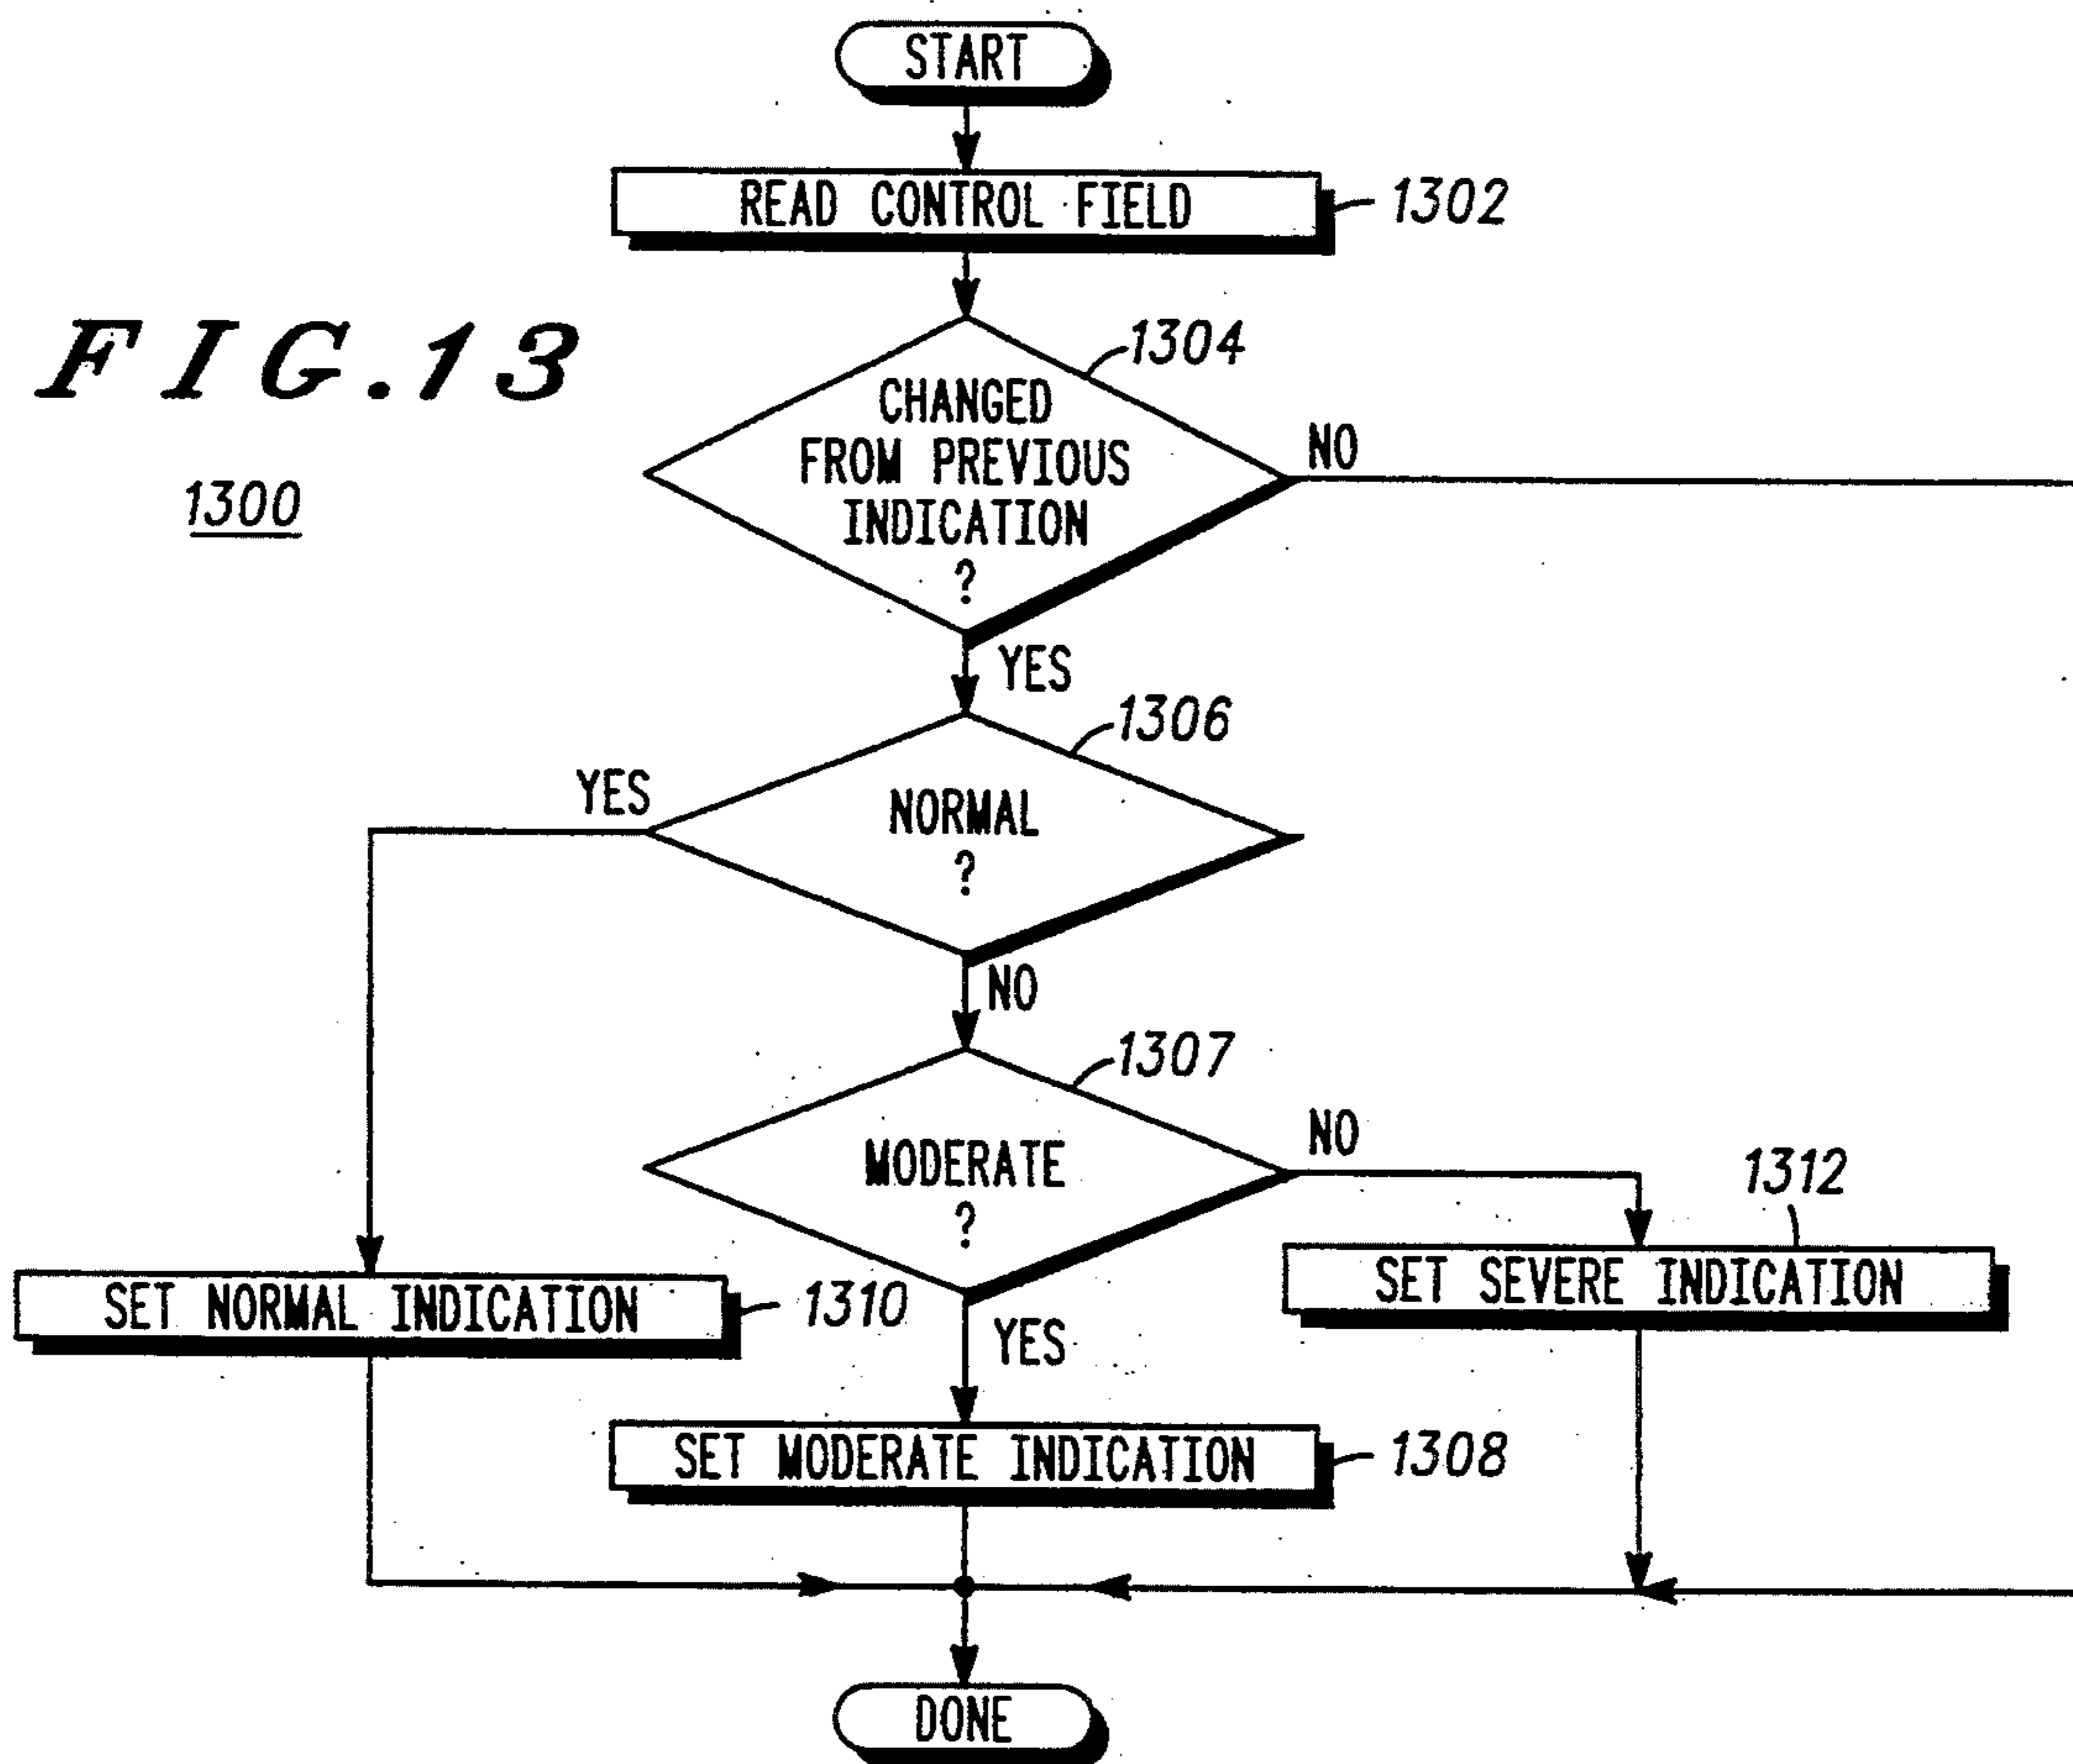 START
READ CONTROL FIELD
1302
FIG.13
1300
1304
CHANGED
FROM PREVIOUS
INDICATION
?
NO
YES
1306
YES
NORMAL
?
NO
1307
MODERATE
?
NO
1312
SET SEVERE INDICATION
SET NORMAL INDICATION
1310
YES
SET MODERATE INDICATION
1308
DONE